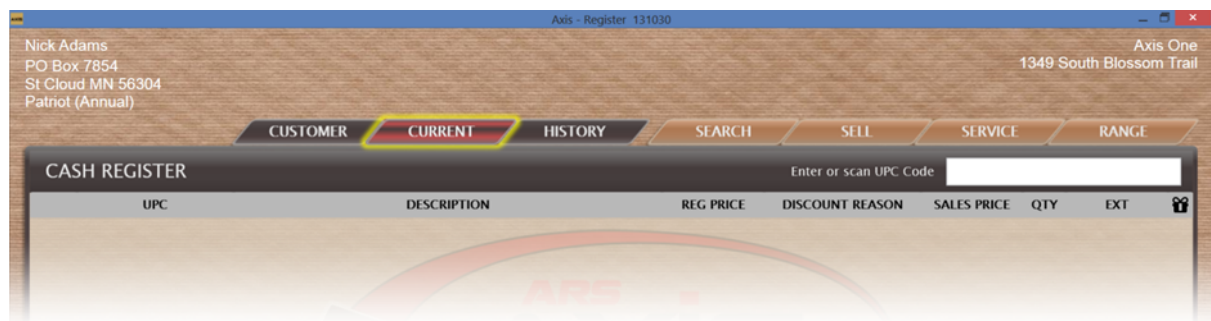 Axis - Register 131030
Nick Adams
PO Box 7854
St Cloud MN 56304
Patriot (Annual)
Axis One
1349 South Blossom Trail
CUSTOMER CURRENT HISTORY SEARCH SELL SERVICE RANGE
CASH REGISTER Enter or scan UPC Code
UPC DESCRIPTION REG PRICE DISCOUNT REASON SALES PRICE QTY EXT
ARS